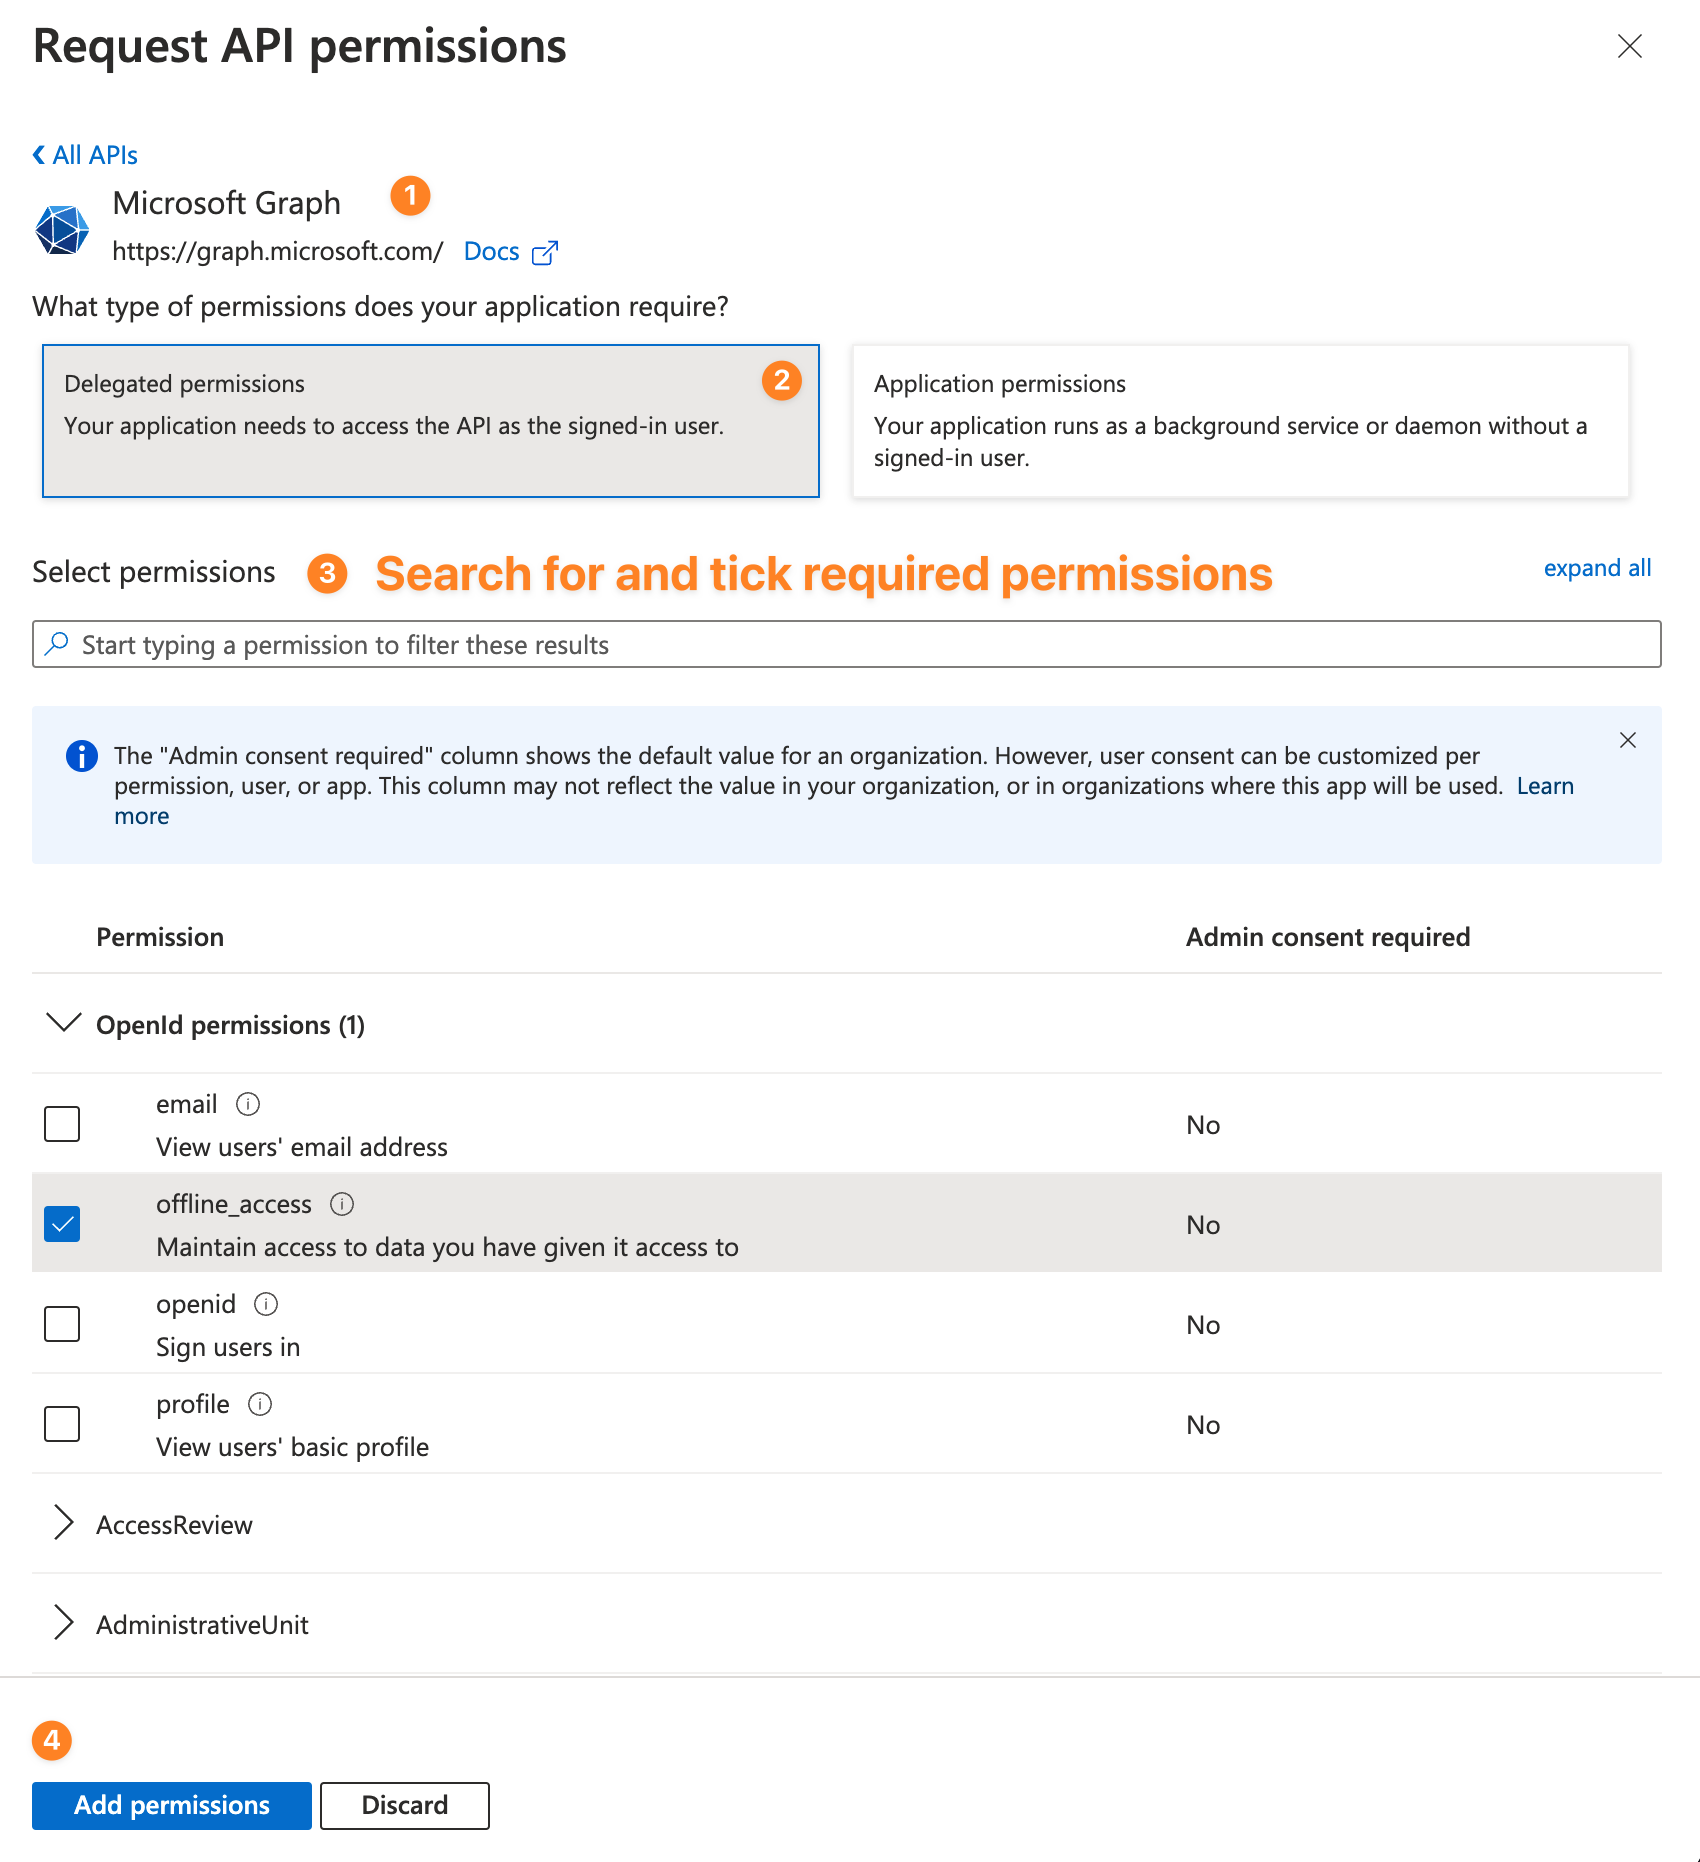 Request API permissions
All APIs
Microsoft Graph 1
https://graph.microsoft.com/ Docs
What type of permissions does your application require?
Delegated permissions 2
Your application needs to access the API as the signed-in user.
Application permissions
Your application runs as a background service or daemon without a
signed-in user.
Select permissions 3 Search for and tick required permissions expand all
Start typing a permission to filter these results
The "Admin consent required" column shows the default value for an organization. However, user consent can be customized per
permission, user, or app. This column may not reflect the value in your organization, or in organizations where this app will be used. Learn
more
Permission Admin consent required
OpenId permissions (1)
email
View users' email address
No
offline_access
Maintain access to data you have given it access to
No
openid
Sign users in
No
profile
View users' basic profile
No
AccessReview
AdministrativeUnit
4
Add permissions Discard